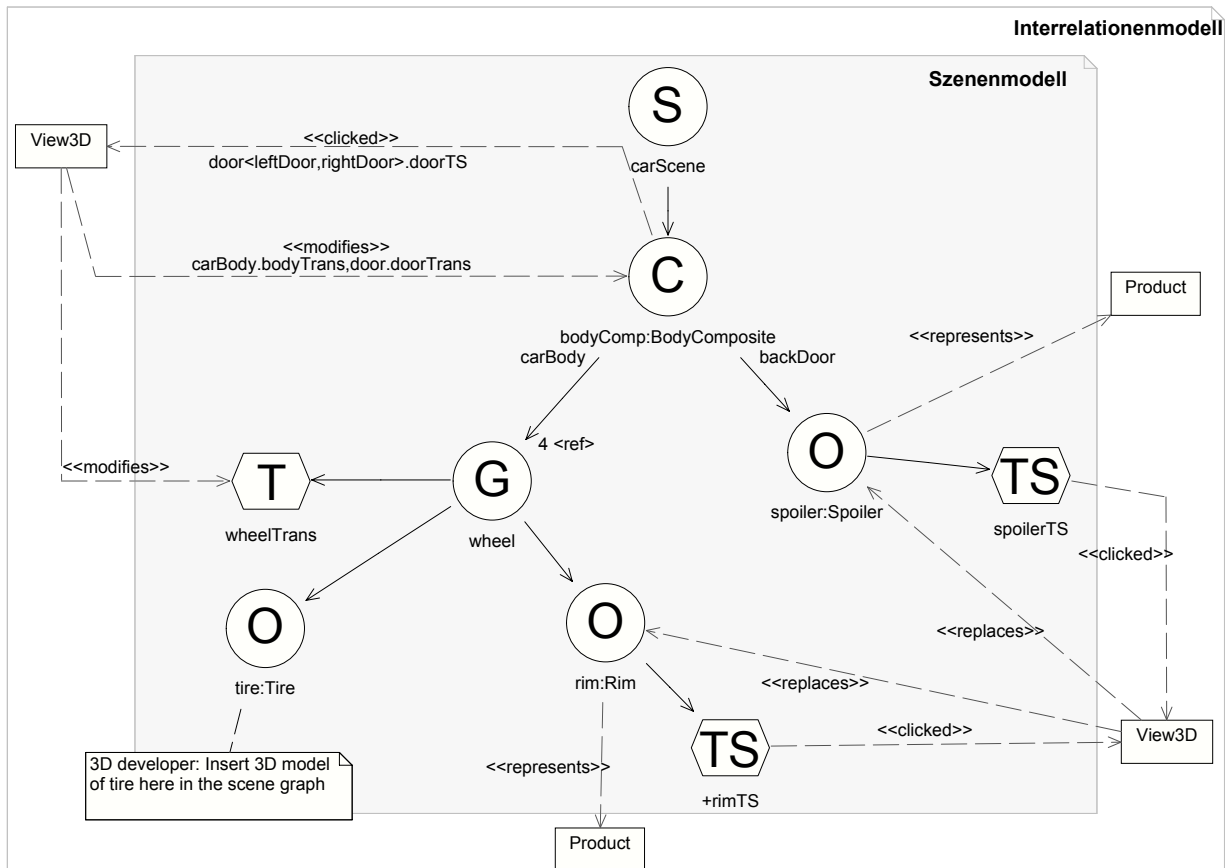 Interrelationenmodell
Szenenmodell
S
carScene
View3D
<<clicked>>
door<leftDoor,rightDoor>.doorTS
<<modifies>>
carBody.bodyTrans,door.doorTrans
C
bodyComp:BodyComposite
carBody
backDoor
Product
<<represents>>
4 <ref>
O
spoiler:Spoiler
TS
spoilerTS
<<modifies>>
T
wheelTrans
G
wheel
<<clicked>>
O
tire:Tire
O
rim:Rim
<<replaces>>
<<replaces>>
TS
+rimTS
<<clicked>>
View3D
3D developer: Insert 3D model
of tire here in the scene graph
<<represents>>
Product